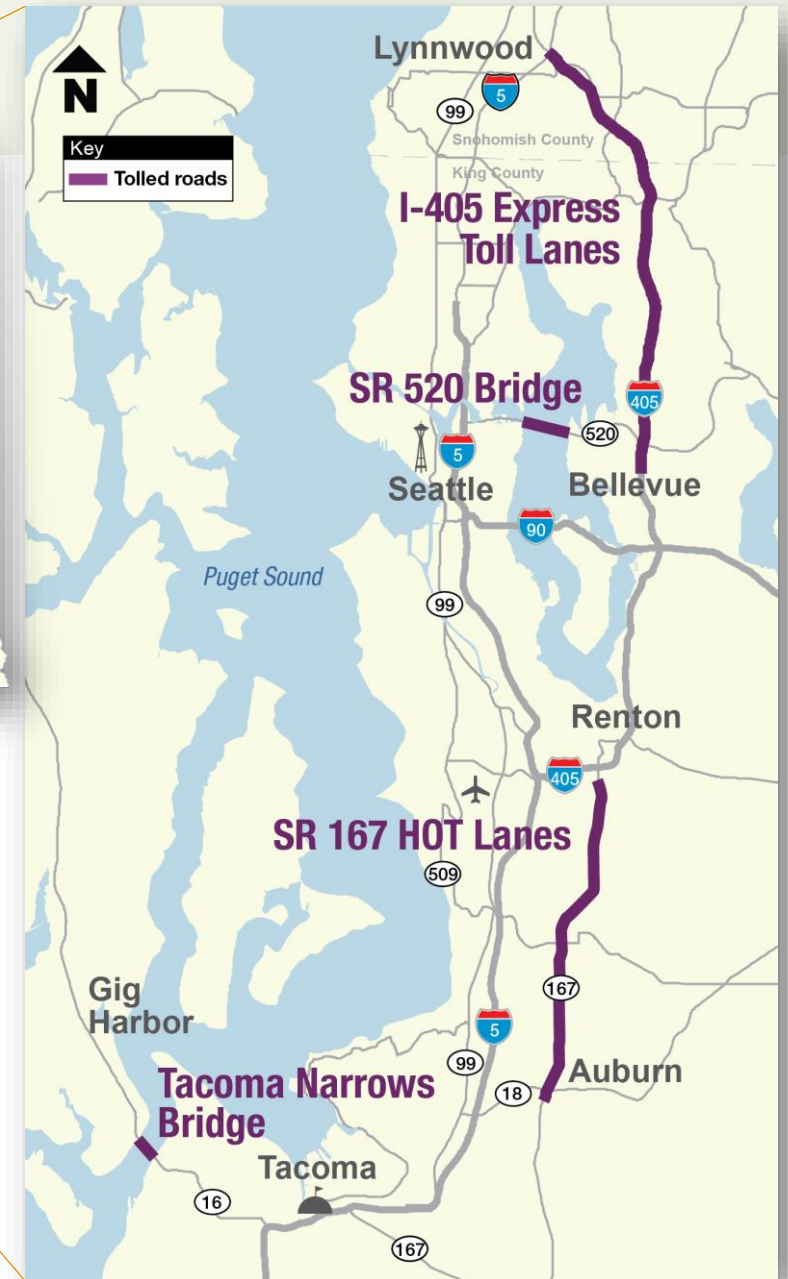 Lynnwood
5
99
N
Snohomish County
Key
King County
Tolled roads
I-405 Express
Toll Lanes
SR 520 Bridge
405
520
5
Seattle
Bellevue
90
Puget Sound
99
Renton
405
SR 167 HOT Lanes
509
167
Gig
Harbor
5
99
Auburn
18
Tacoma Narrows
Bridge
Tacoma
16
167